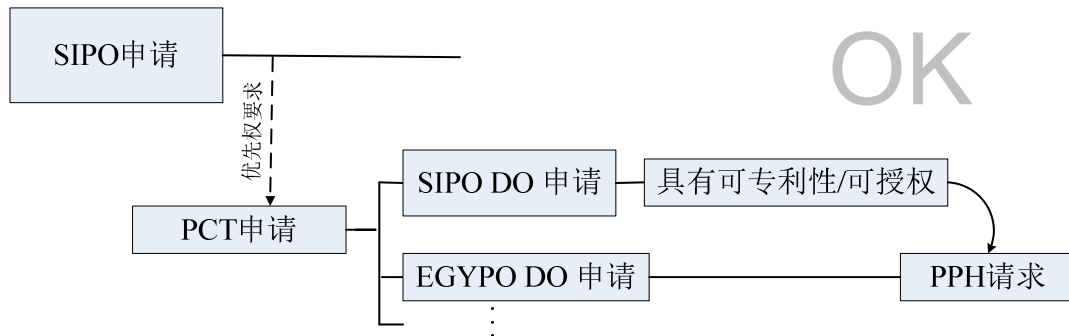 SIPO申请
OK
优先权要求
SIPO DO 申请
具有可专利性/可授权
PCT申请
EGYPO DO 申请
PPH请求